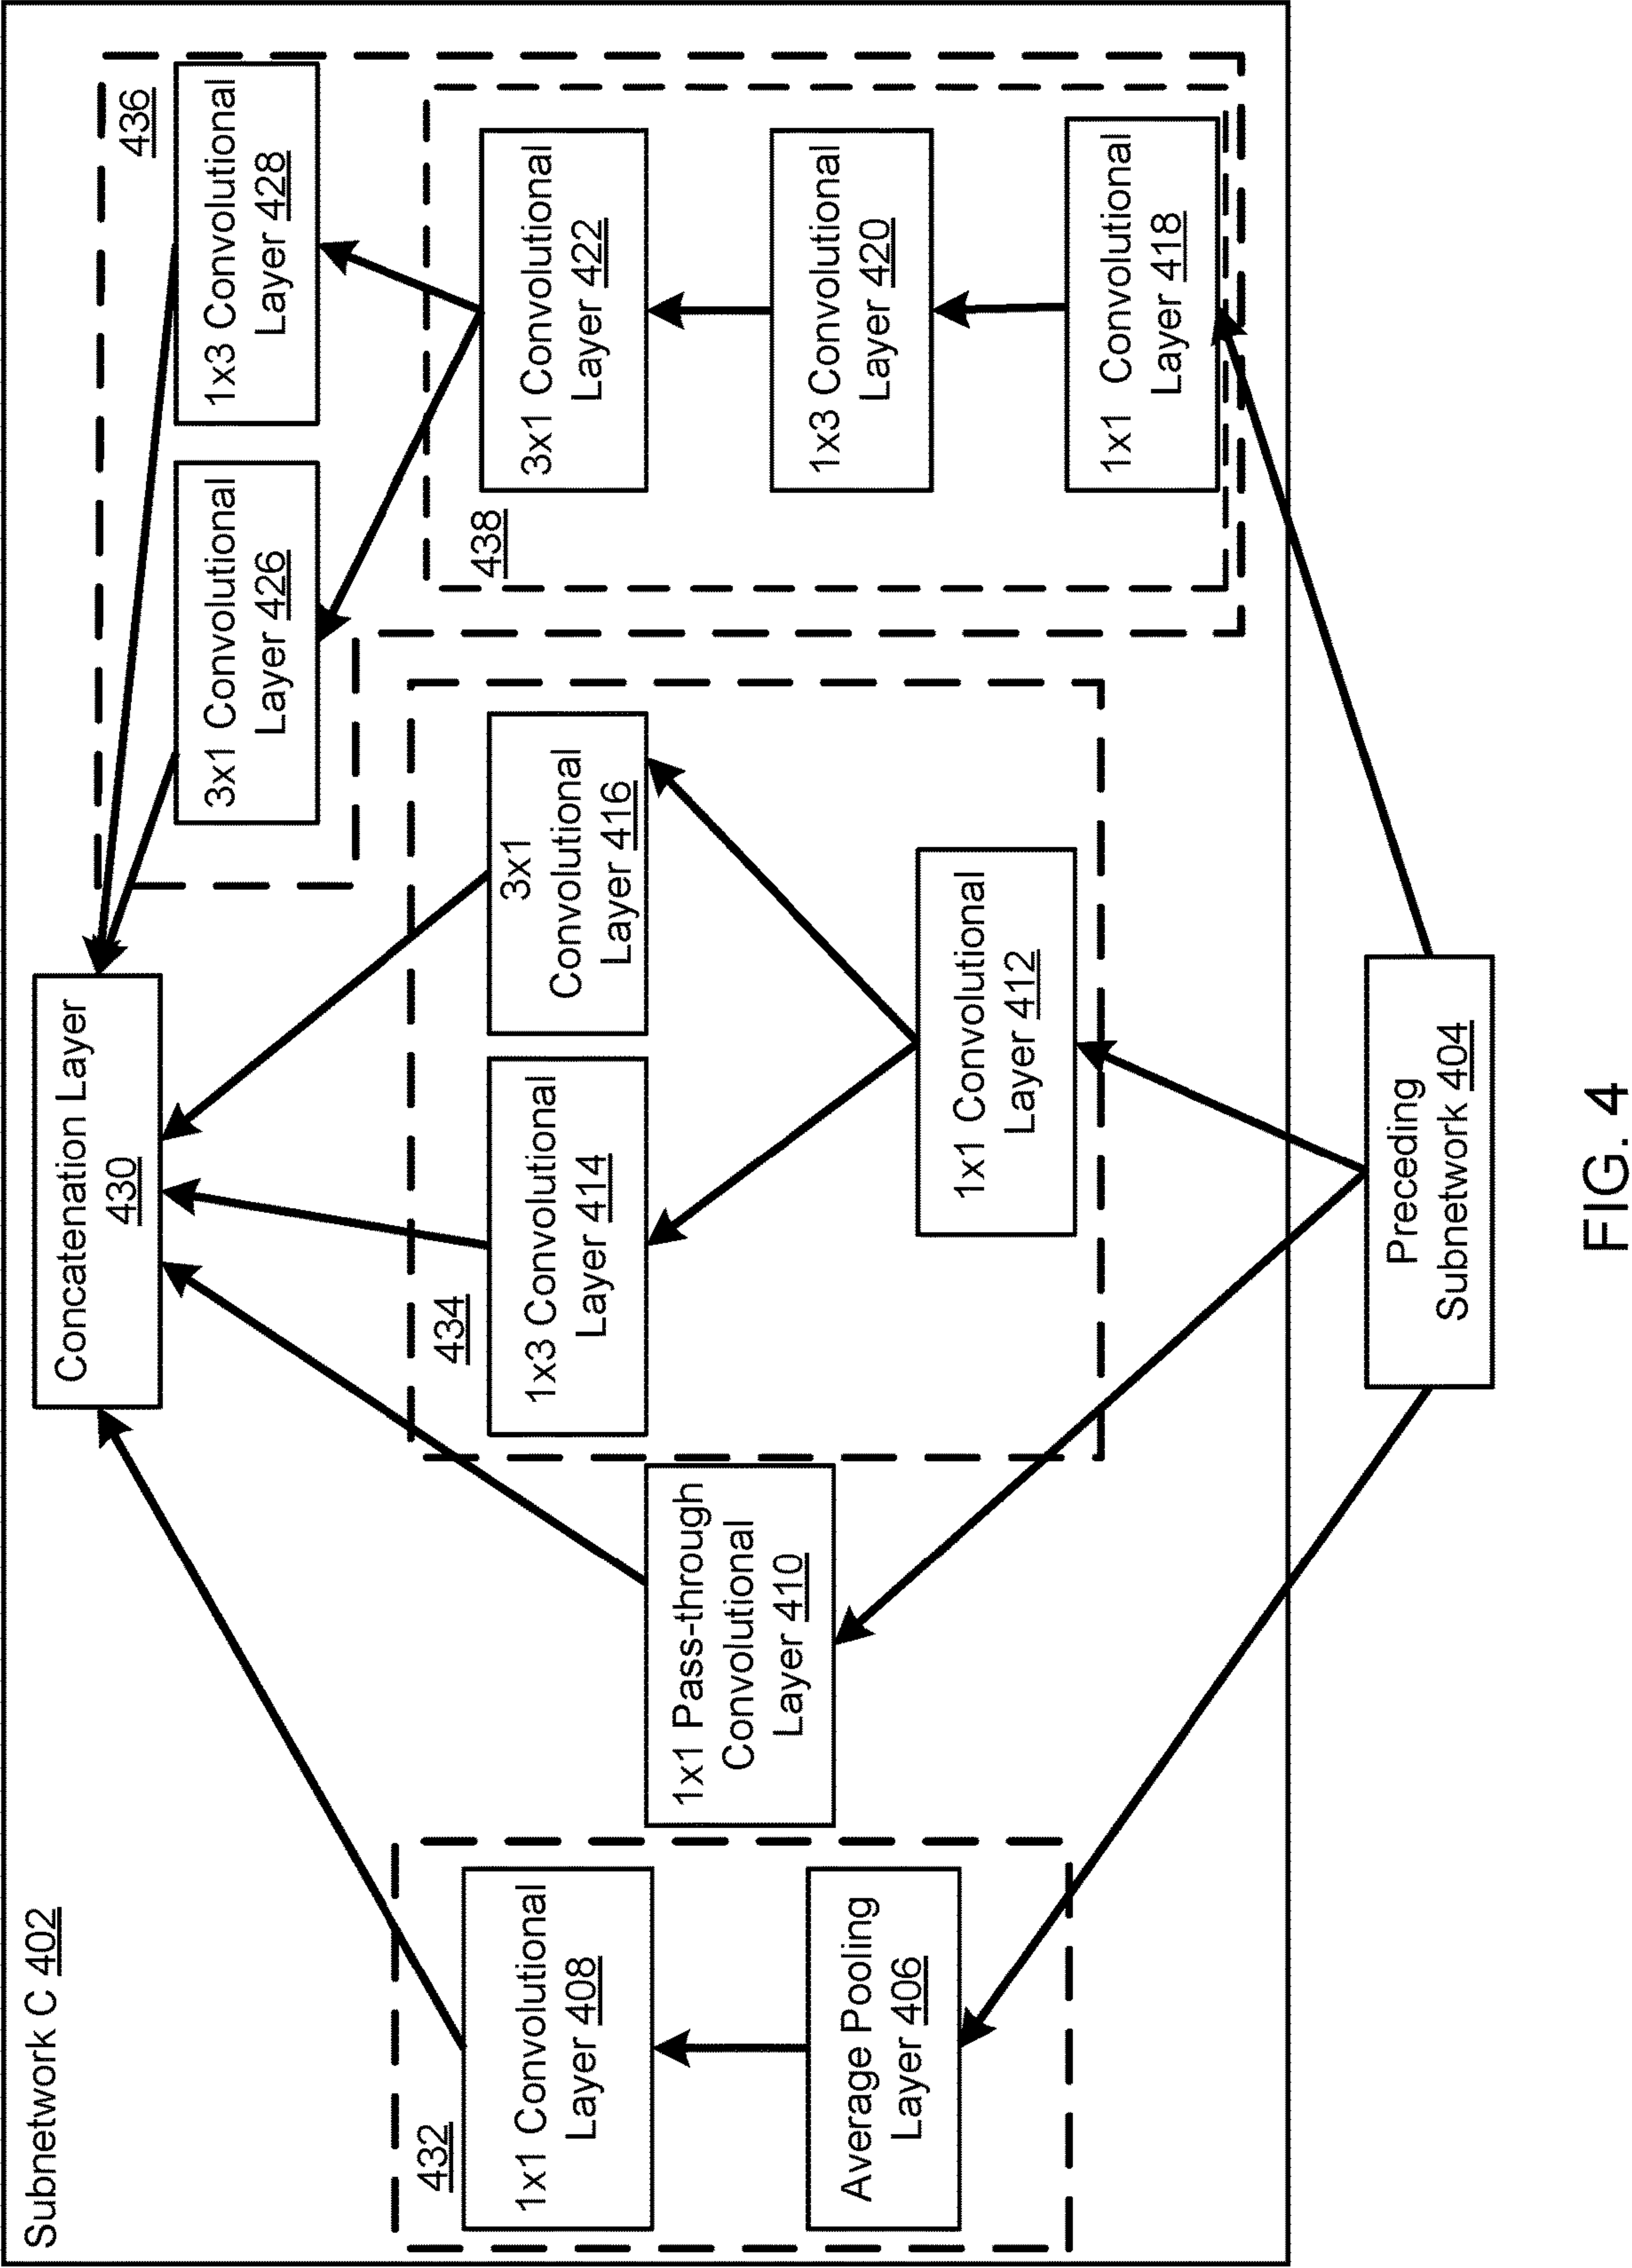 Subnetwork C 402
Concatenation Layer
430
436
3x1 Convolutional
Layer 426
1x3 Convolutional
Layer 428
432
1x1 Convolutional
Layer 408
Average Pooling
Layer 406
1x1 Pass-through
Convolutional
Layer 410
434
1x3 Convolutional
Layer 414
3x1
Convolutional
Layer 416
1x1 Convolutional
Layer 412
438
3x1 Convolutional
Layer 422
1x3 Convolutional
Layer 420
1x1 Convolutional
Layer 418
Preceding
Subnetwork 404
FIG. 4